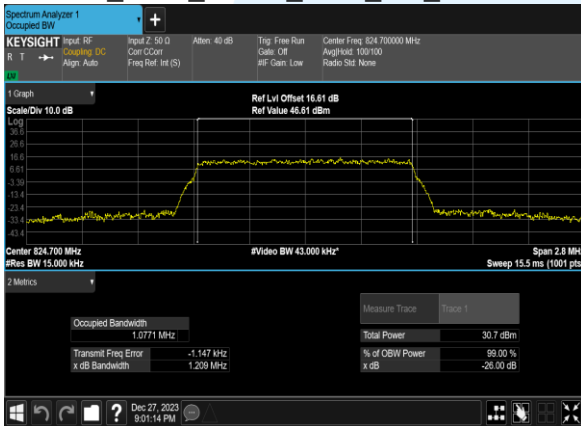 Spectrum Analyzer 1
Occupied BW
+
KEYSIGHT Input: RF Input Z: 50 Ω Atten: 40 dB Trig: Free Run Center Freq: 824.700000 MHz
R T Coupling: DC Corr CCorr Gate: Off Avg|Hold: 100/100
Align: Auto Freq Ref: Int (S) #IF Gain: Low Radio Std: None
1 Graph
Ref Lvl Offset 16.61 dB
Scale/Div 10.0 dB Ref Value 46.61 dBm
Log
36.6
26.6
16.6
6.61
-3.39
-13.4
-23.4
-33.4
-43.4
Center 824.700 MHz #Video BW 43.000 kHz* Span 2.8 MHz
#Res BW 15.000 kHz Sweep 15.5 ms (1001 pts)
2 Metrics
Measure Trace Trace 1
Occupied Bandwidth
1.0771 MHz Total Power 30.7 dBm
Transmit Freq Error -1.147 kHz % of OBW Power 99.00 %
x dB Bandwidth 1.209 MHz x dB -26.00 dB
? Dec 27, 2023
9:01:14 PM